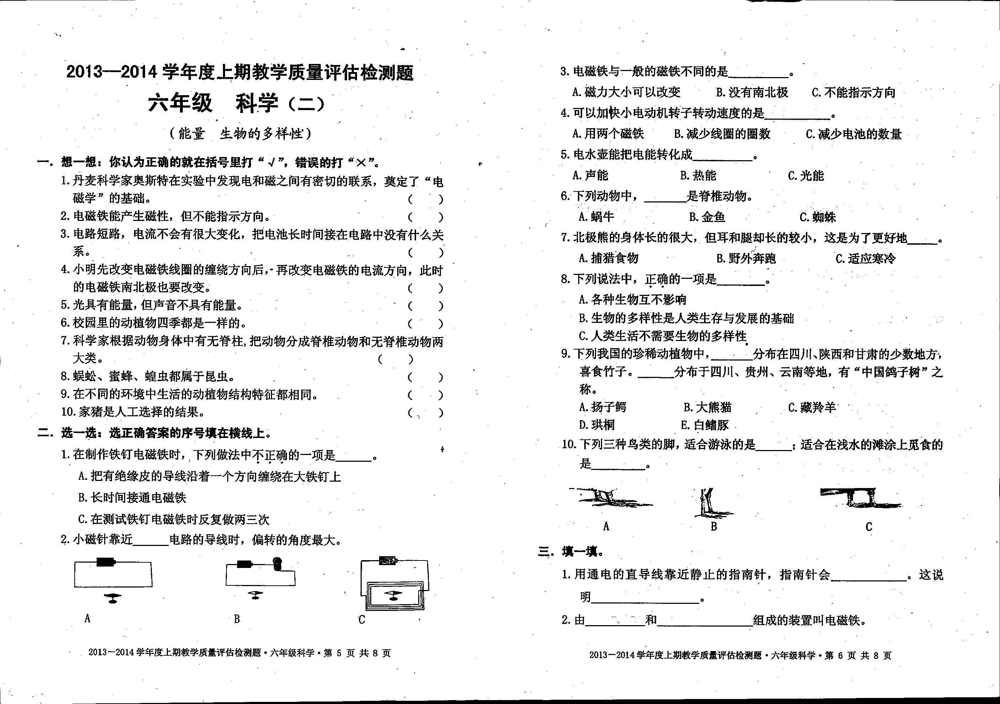 2013—2014 学年度上期教学质量评估检测题
六年级 科学（二）
（能量 生物的多样性）
一．想一想：你认为正确的就在括号里打“√”，错误的打“×”。
1. 丹麦科学家奥斯特在实验中发现电和磁之间有密切的联系，奠定了“电
磁学”的基础。 （ ）
2. 电磁铁能产生磁性，但不能指示方向。 （ ）
3. 电路短路，电流不会有很大变化，把电池长时间接在电路中没有什么关
系。 （ ）
4. 小明先改变电磁铁线圈的缠绕方向后，再改变电磁铁的电流方向，此时
的电磁铁南北极也要改变。 （ ）
5. 光具有能量，但声音不具有能量。 （ ）
6. 校园里的动植物四季都是一样的。 （ ）
7. 科学家根据动物身体中有无脊柱，把动物分成脊椎动物和无脊椎动物两
大类。 （ ）
8. 蜈蚣、蜜蜂、蝗虫都属于昆虫。 （ ）
9. 在不同的环境中生活的动植物结构特征都相同。 （ ）
10. 家猪是人工选择的结果。 （ ）
二．选一选：选正确答案的序号填在横线上。
1. 在制作铁钉电磁铁时，下列做法中不正确的一项是______。
A. 把有绝缘皮的导线沿着一个方向缠绕在大铁钉上
B. 长时间接通电磁铁
C. 在测试铁钉电磁铁时反复做两三次
2. 小磁针靠近______电路的导线时，偏转的角度最大。
A B C
2013—2014 学年度上期教学质量评估检测题·六年级科学·第 5 页 共 8 页
3. 电磁铁与一般的磁铁不同的是__________。
A. 磁力大小可以改变 B. 没有南北极 C. 不能指示方向
4. 可以加快小电动机转子转动速度的是___________。
A. 用两个磁铁 B. 减少线圈的圈数 C. 减少电池的数量
5. 电水壶能把电能转化成__________。
A. 声能 B. 热能 C. 光能
6. 下列动物中，_______是脊椎动物。
A. 蜗牛 B. 金鱼 C. 蜘蛛
7. 北极熊的身体长的很大，但耳和腿却长的较小，这是为了更好地_____。
A. 捕猎食物 B. 野外奔跑 C. 适应寒冷
8. 下列说法中，正确的一项是________。
A. 各种生物互不影响
B. 生物的多样性是人类生存与发展的基础
C. 人类生活不需要生物的多样性
9. 下列我国的珍稀动植物中，_______分布在四川、陕西和甘肃的少数地方，
喜食竹子。______分布于四川、贵州、云南等地，有“中国鸽子树”之
称。
A. 扬子鳄 B. 大熊猫 C. 藏羚羊
D. 珙桐 E. 白鳍豚
10. 下列三种鸟类的脚，适合游泳的是______；适合在浅水的滩涂上觅食的
是_________。
A B C
三．填一填。
1. 用通电的直导线靠近静止的指南针，指南针会____________。这说
明__________________。
2. 由__________和________________组成的装置叫电磁铁。
2013—2014 学年度上期教学质量评估检测题·六年级科学·第 6 页 共 8 页